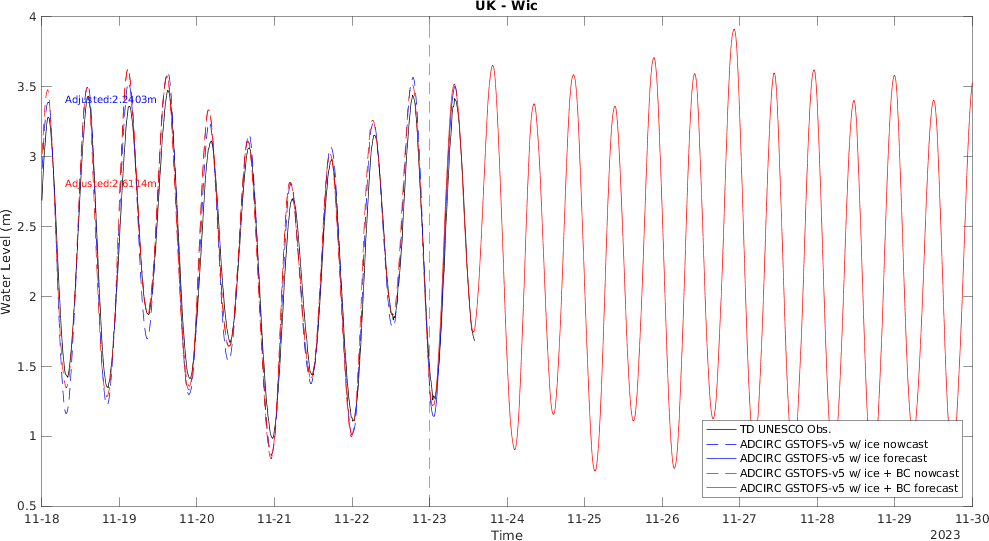 UK - Wic
4
3.5
3
2.5
2
1.5
1
0.5
Water Level (m)
Adjusted:2.2403m
Adjusted:2.6114m
TD UNESCO Obs.
ADCIRC GSTOFS-v5 w/ ice nowcast
ADCIRC GSTOFS-v5 w/ ice forecast
ADCIRC GSTOFS-v5 w/ ice + BC nowcast
ADCIRC GSTOFS-v5 w/ ice + BC forecast
11-18 11-19 11-20 11-21 11-22 11-23 11-24 11-25 11-26 11-27 11-28 11-29 11-30
Time
2023